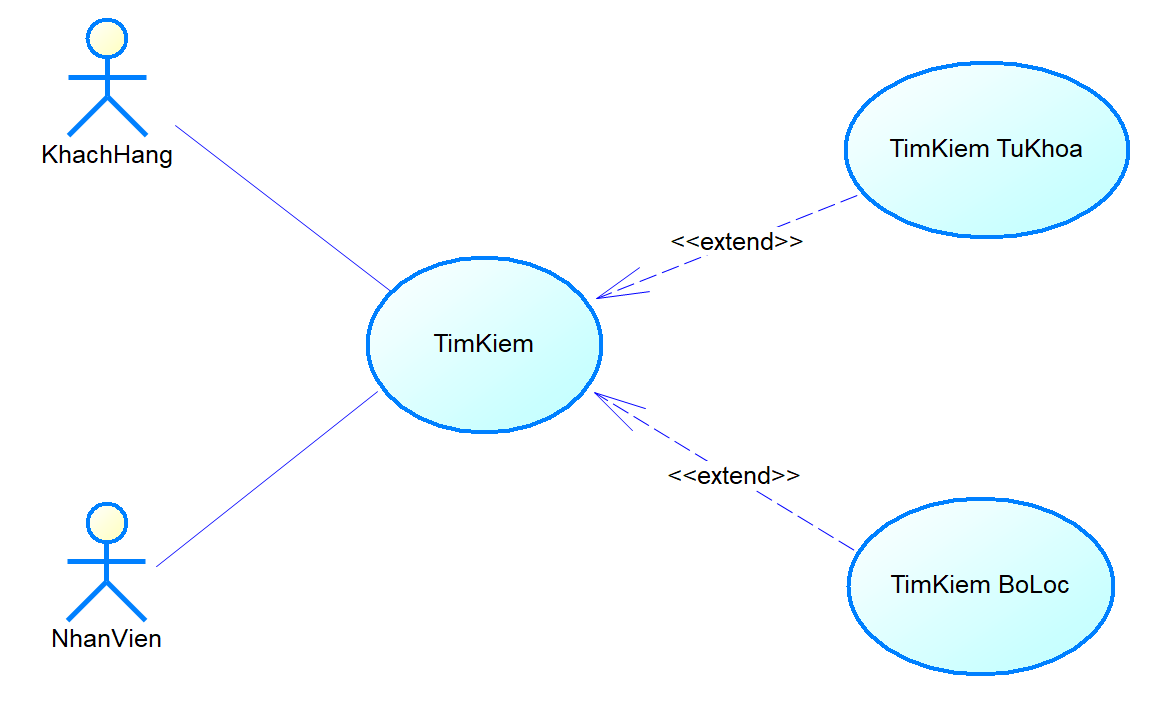 KhachHang
TimKiem TuKhoa
<<extend>>
TimKiem
<<extend>>
TimKiem BoLoc
NhanVien